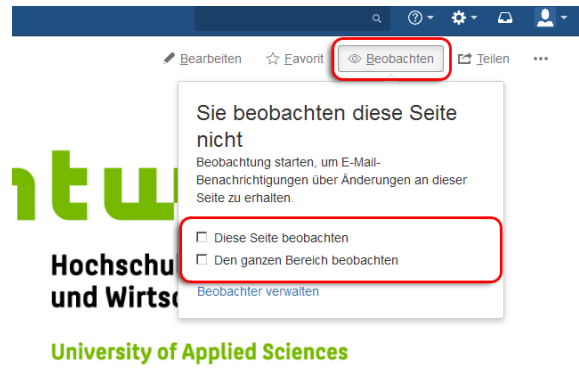 Bearbeiten Favorit Beobachten Teilen
Sie beobachten diese Seite
nicht
Beobachtung starten, um E-Mail-
Benachrichtigungen über Änderungen an dieser
Seite zu erhalten.
Diese Seite beobachten
Den ganzen Bereich beobachten
Beobachter verwalten
Hochschu
und Wirtsc
University of Applied Sciences